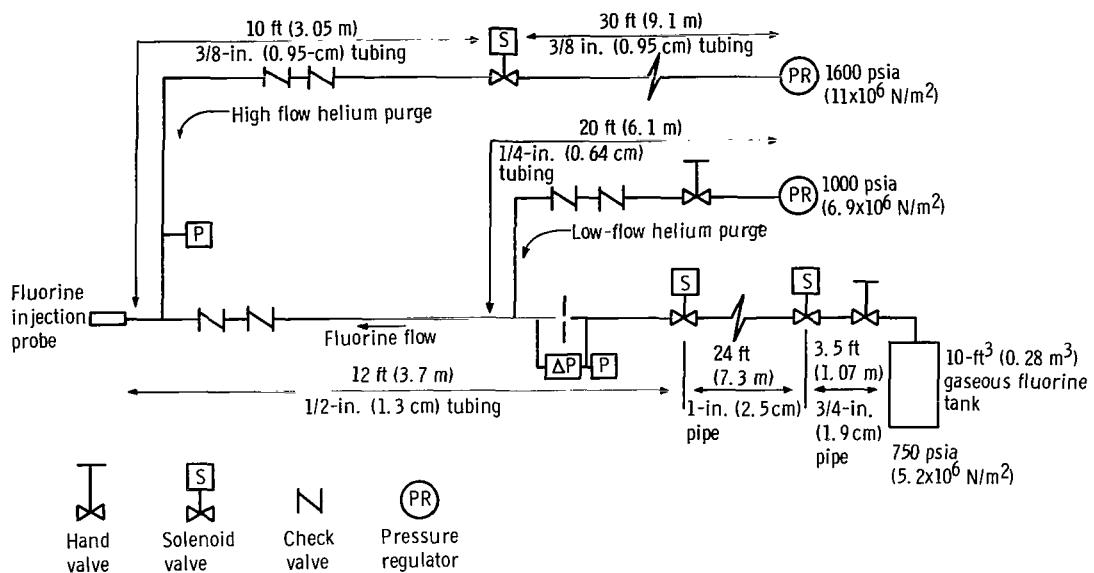 10 ft (3.05 m)
3/8-in. (0.95-cm) tubing
S
30 ft (9.1 m)
3/8 in. (0.95 cm) tubing
PR
1600 psia
(11x10⁶ N/m²)
High flow helium purge
20 ft (6.1 m)
1/4-in. (0.64 cm)
tubing
PR
1000 psia
(6.9x10⁶ N/m²)
Low-flow helium purge
P
Fluorine
injection
probe
Fluorine flow
ΔP
P
S
S
12 ft (3.7 m)
1/2-in. (1.3 cm) tubing
24 ft
(7.3 m)
1-in. (2.5cm)
pipe
3.5 ft
(1.07 m)
3/4-in.
(1.9cm)
pipe
10-ft³ (0.28 m³)
gaseous fluorine
tank
750 psia
(5.2x10⁶ N/m²)
S
PR
Hand
valve
Solenoid
valve
Check
valve
Pressure
regulator